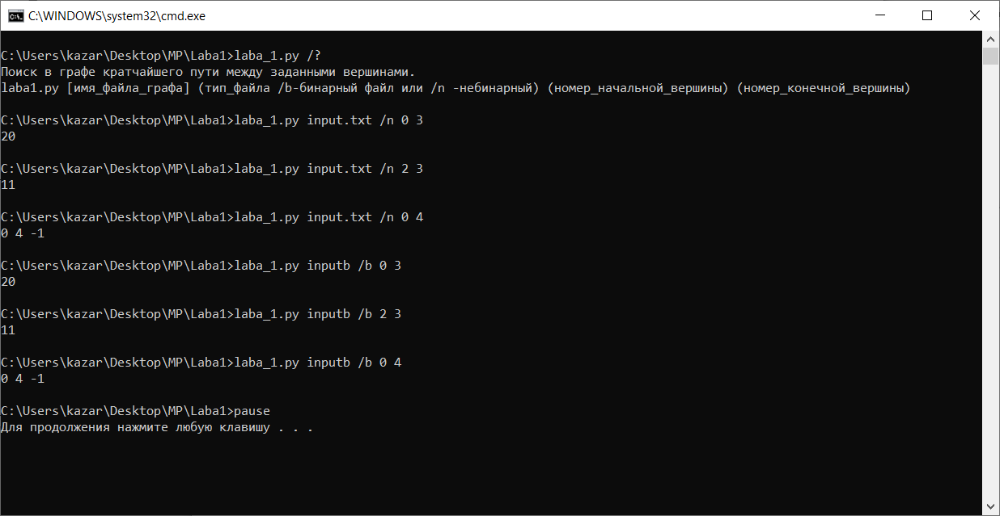 C:\WINDOWS\system32\cmd.exe
C:\Users\kazar\Desktop\MP\Laba1>laba_1.py /?
Поиск в графе кратчайшего пути между заданными вершинами.
laba1.py [имя_файла_графа] (тип_файла /b-бинарный файл или /n -небинарный) (номер_начальной_вершины) (номер_конечной_вершины)
C:\Users\kazar\Desktop\MP\Laba1>laba_1.py input.txt /n 0 3
20
C:\Users\kazar\Desktop\MP\Laba1>laba_1.py input.txt /n 2 3
11
C:\Users\kazar\Desktop\MP\Laba1>laba_1.py input.txt /n 0 4
0 4 -1
C:\Users\kazar\Desktop\MP\Laba1>laba_1.py inputb /b 0 3
20
C:\Users\kazar\Desktop\MP\Laba1>laba_1.py inputb /b 2 3
11
C:\Users\kazar\Desktop\MP\Laba1>laba_1.py inputb /b 0 4
0 4 -1
C:\Users\kazar\Desktop\MP\Laba1>pause
Для продолжения нажмите любую клавишу . . .